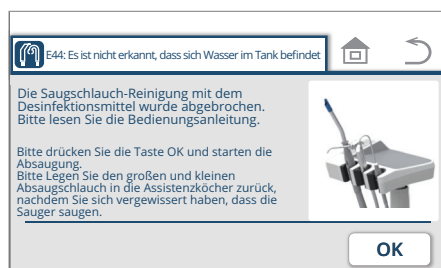 E44: Es ist nicht erkannt, dass sich Wasser im Tank befindet
Die Saugschlauch-Reinigung mit dem
Desinfektionsmittel wurde abgebrochen.
Bitte lesen Sie die Bedienungsanleitung.
Bitte drücken Sie die Taste OK und starten die
Absaugung.
Bitte Legen Sie den großen und kleinen
Absaugschlauch in die Assistenzköcher zurück,
nachdem Sie sich vergewissert haben, dass die
Sauger saugen.
OK